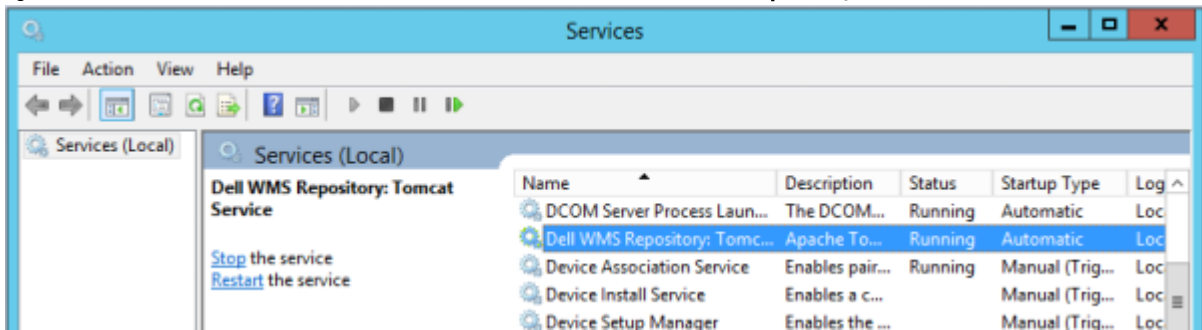 Services
File Action View Help
Services (Local)
Services (Local)
Dell WMS Repository: Tomcat
Service
Stop the service
Restart the service
Name Description Status Startup Type Log
DCOM Server Process Laun... The DCOM... Running Automatic Loc
Dell WMS Repository: Tomc... Apache To... Running Automatic Loc
Device Association Service Enables pair... Running Manual (Trig... Loc
Device Install Service Enables a c... Manual (Trig... Loc
Device Setup Manager Enables the ... Manual (Trig... Loc